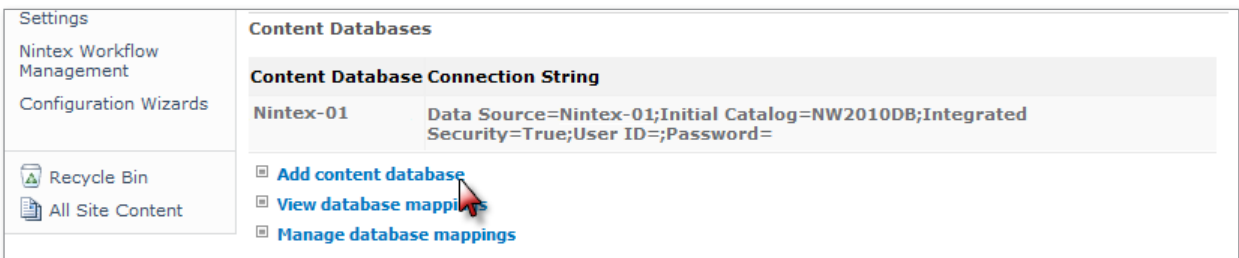 Settings
Nintex Workflow
Management
Configuration Wizards
Recycle Bin
All Site Content
Content Databases
Content Database Connection String
Nintex-01 Data Source=Nintex-01;Initial Catalog=NW2010DB;Integrated
Security=True;User ID=;Password=
Add content database
View database mappings
Manage database mappings